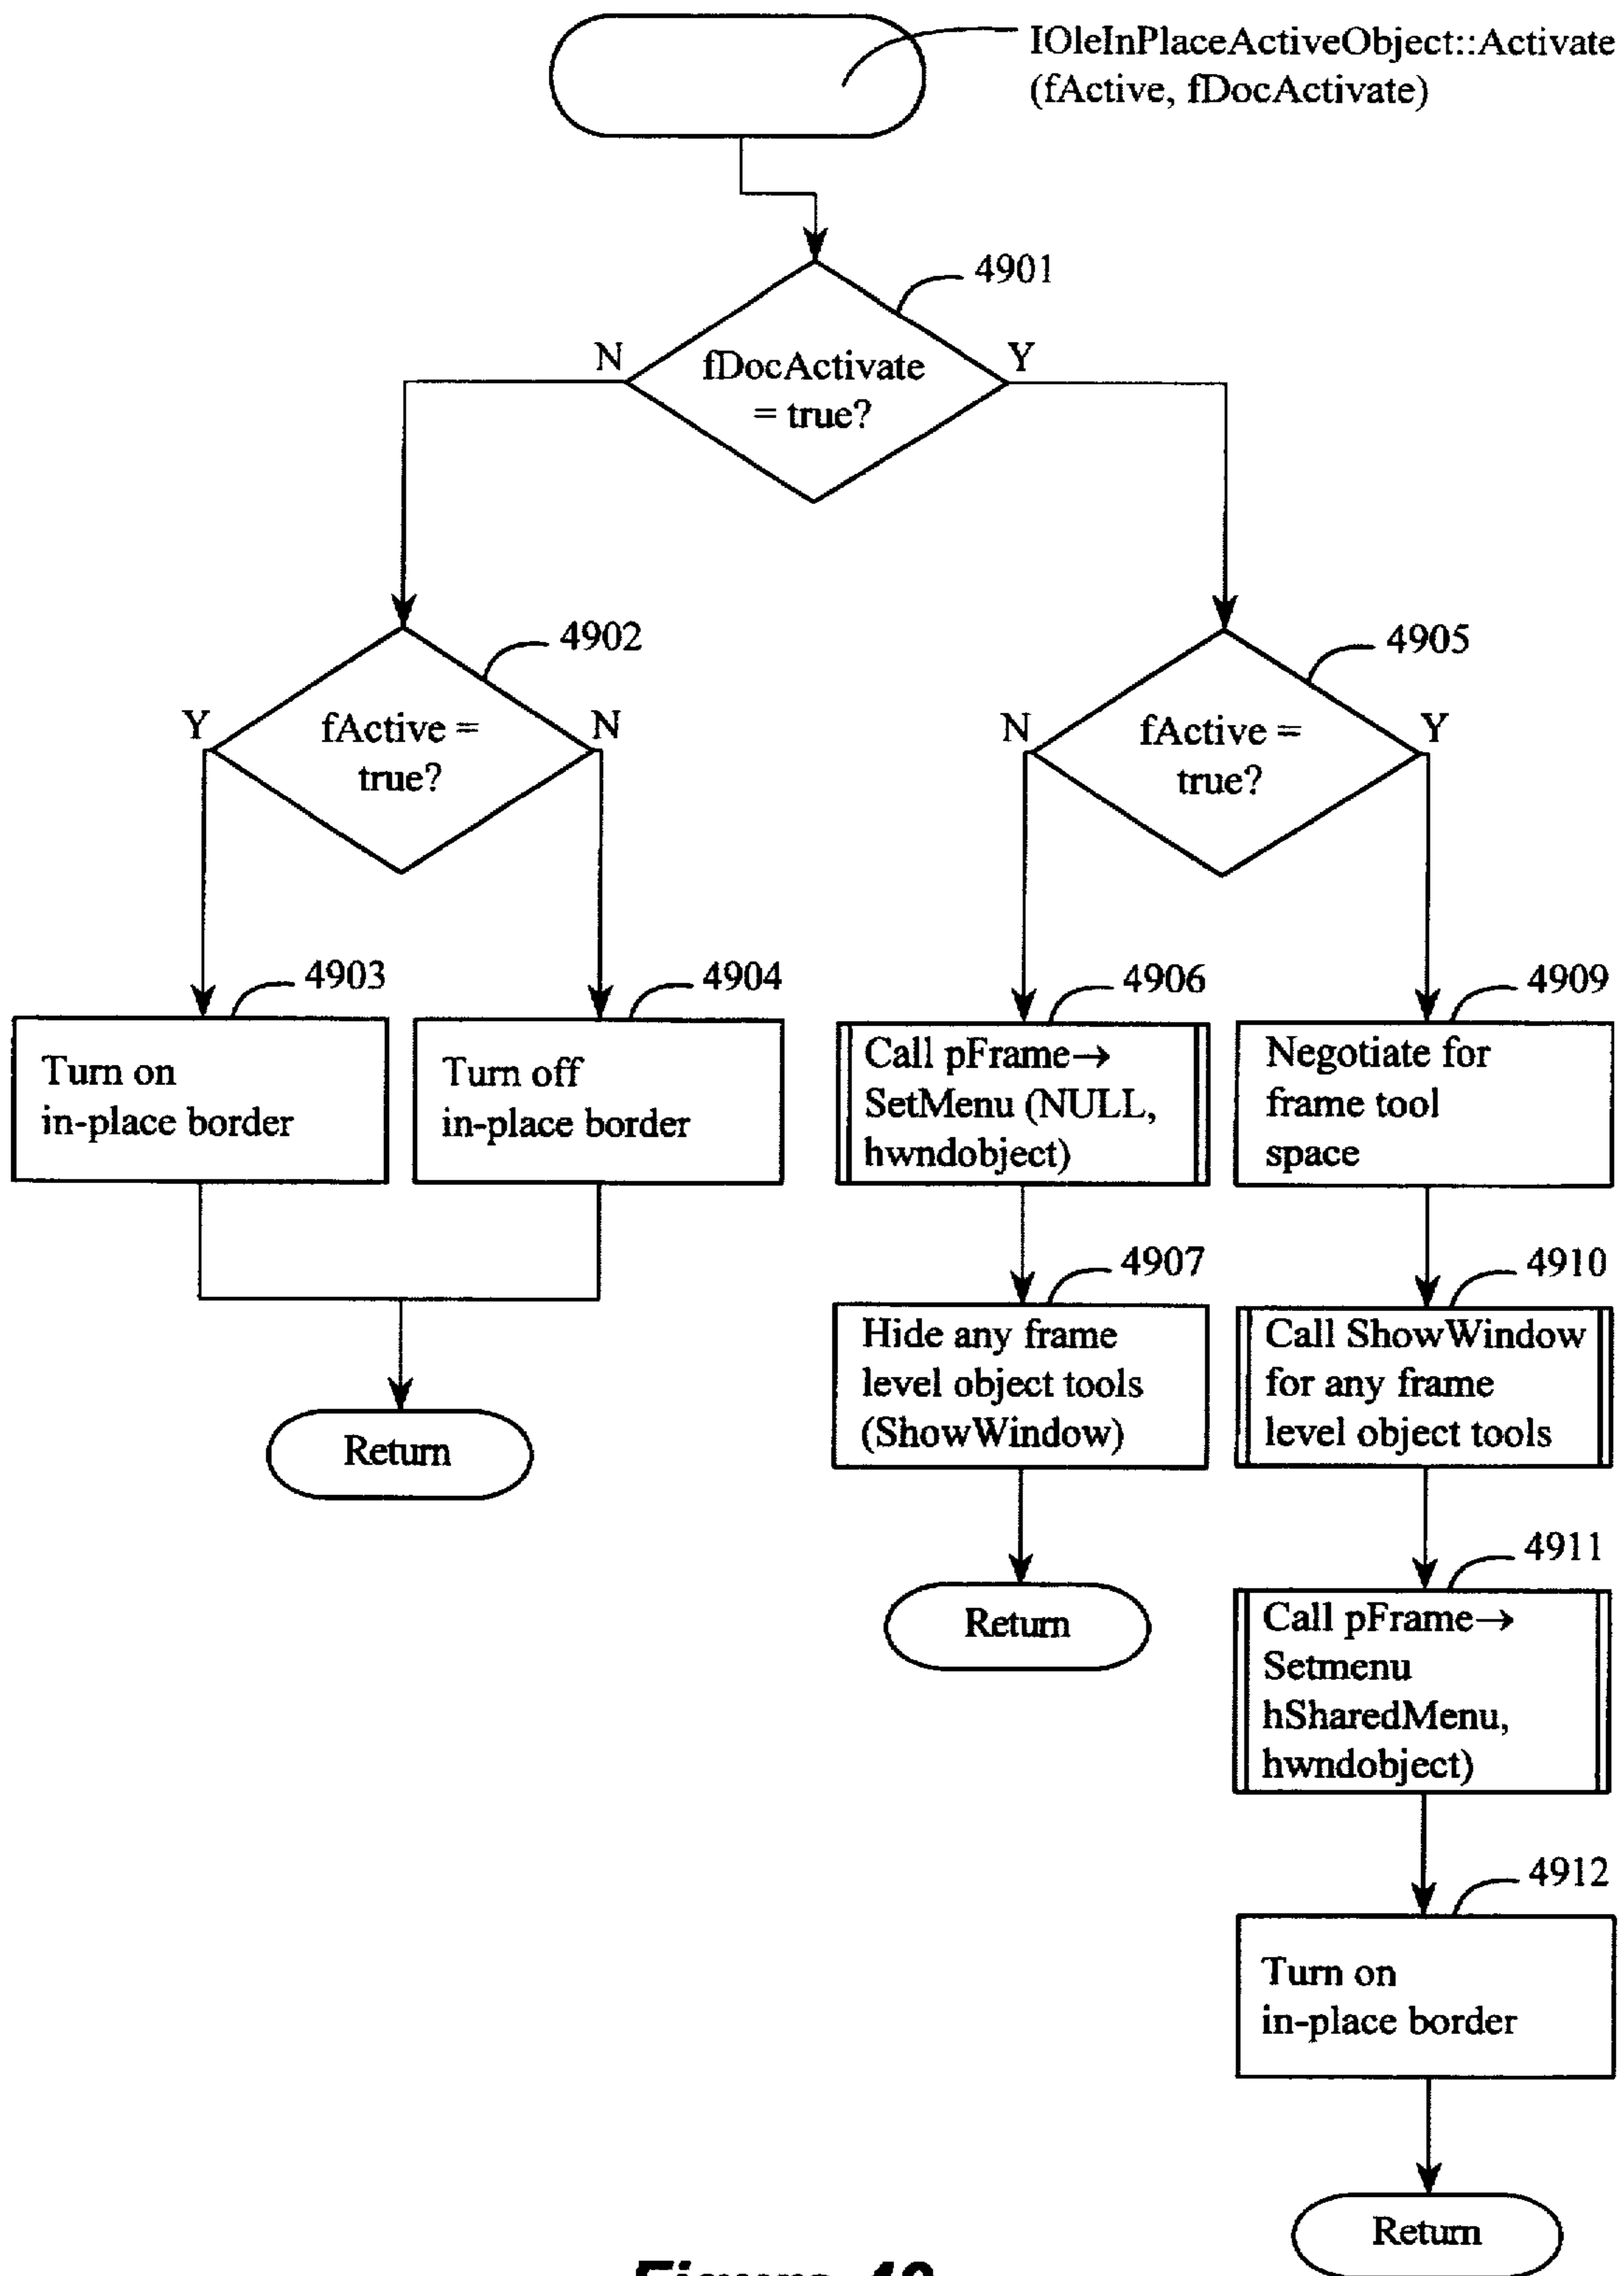 IOleInPlaceActiveObject::Activate
(fActive, fDocActivate)
4901
N
fDocActivate
= true?
Y
4902
Y
fActive =
true?
N
4905
N
fActive =
true?
Y
4903
Turn on
in-place border
4904
Turn off
in-place border
4906
Call pFrame→
SetMenu (NULL,
hwndobject)
4909
Negotiate for
frame tool
space
4907
Hide any frame
level object tools
(ShowWindow)
4910
Call ShowWindow
for any frame
level object tools
Return
Return
4911
Call pFrame→
Setmenu
hSharedMenu,
hwndobject)
4912
Turn on
in-place border
Return